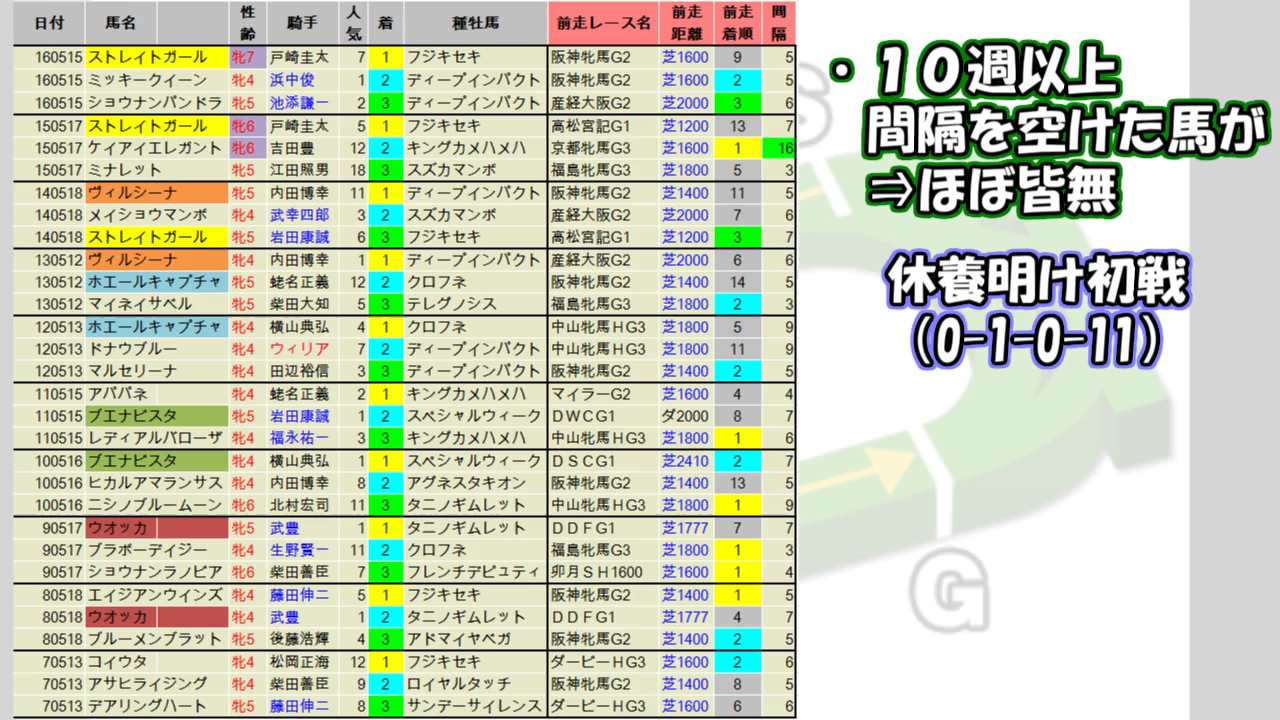 日付 馬名 性齢 騎手 人気 着 種牡馬 前走レース名 前走距離 前走着順 間隔
160515 ストレイトガール 牝7 戸崎圭太 7 1 フジキセキ 阪神牝馬G2 芝1600 9 5
160515 ミッキークイーン 牝4 浜中俊 1 2 ディープインパクト 阪神牝馬G2 芝1600 2 5
160515 ショウナンパンドラ 牝5 池添謙一 2 3 ディープインパクト 産経大阪G2 芝2000 3 6
150517 ストレイトガール 牝6 戸崎圭太 5 1 フジキセキ 高松宮記G1 芝1200 13 7
150517 ケイアイエレガント 牝6 吉田豊 12 2 キングカメハメハ 京都牝馬G3 芝1600 1 16
150517 ミナレット 牝5 江田照男 18 3 スズカマンボ 福島牝馬G3 芝1800 5 3
140518 ヴィルシーナ 牝5 内田博幸 11 1 ディープインパクト 阪神牝馬G2 芝1400 11 5
140518 メイショウマンボ 牝4 武幸四郎 3 2 スズカマンボ 産経大阪G2 芝2000 7 6
140518 ストレイトガール 牝5 岩田康誠 6 3 フジキセキ 高松宮記G1 芝1200 3 7
130512 ヴィルシーナ 牝4 内田博幸 1 1 ディープインパクト 産経大阪G2 芝2000 6 6
130512 ホエールキャプチャ 牝5 蛯名正義 12 2 クロフネ 阪神牝馬G2 芝1400 14 5
130512 マイネイサベル 牝5 柴田大知 5 3 テレグノシス 福島牝馬G3 芝1800 2 3
120513 ホエールキャプチャ 牝4 横山典弘 4 1 クロフネ 中山牝馬HG3 芝1800 5 9
120513 ドナウブルー 牝4 ウィリア 7 2 ディープインパクト 中山牝馬HG3 芝1800 11 9
120513 マルセリーナ 牝4 田辺裕信 3 3 ディープインパクト 阪神牝馬G2 芝1400 2 5
110515 アパパネ 牝4 蛯名正義 2 1 キングカメハメハ マイラーG2 芝1600 4 4
110515 ブエナビスタ 牝5 岩田康誠 1 2 スペシャルウィーク DWCG1 ダ2000 8 7
110515 レディアルバローザ 牝4 福永祐一 3 3 キングカメハメハ 中山牝馬HG3 芝1800 1 6
100516 ブエナビスタ 牝4 横山典弘 1 1 スペシャルウィーク DSCG1 芝2410 2 7
100516 ヒカルアマランサス 牝4 内田博幸 8 2 アグネスタキオン 阪神牝馬G2 芝1400 13 5
100516 ニシノブルームーン 牝6 北村宏司 11 3 タニノギムレット 中山牝馬HG3 芝1800 1 9
90517 ウオッカ 牝5 武豊 1 1 タニノギムレット DDFG1 芝1777 7 7
90517 ブラボーデイジー 牝4 生野賢一 11 2 クロフネ 福島牝馬G3 芝1800 1 3
90517 ショウナンラノビア 牝6 柴田善臣 7 3 フレンチデピュティ 卯月SH1600 芝1600 1 4
80518 エイジアンウインズ 牝4 藤田伸二 5 1 フジキセキ 阪神牝馬G2 芝1400 1 5
80518 ウオッカ 牝4 武豊 1 2 タニノギムレット DDFG1 芝1777 4 7
80518 ブルーメンブラット 牝5 後藤浩輝 4 3 アドマイヤベガ 阪神牝馬G2 芝1400 2 5
70513 コイウタ 牝4 松岡正海 12 1 フジキセキ ダービーHG3 芝1600 2 6
70513 アサヒライジング 牝4 柴田善臣 9 2 ロイヤルタッチ 阪神牝馬G2 芝1400 8 5
70513 デアリングハート 牝5 藤田伸二 8 3 サンデーサイレンス ダービーHG3 芝1600 6 6
・10週以上
間隔を空けた馬が
⇒ほぼ皆無
休養明け初戦
(0-1-0-11)
S
G